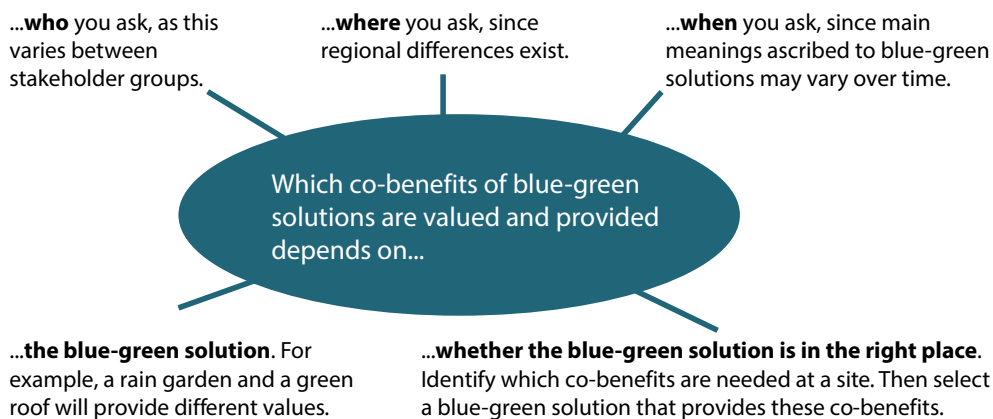 ...who you ask, as this
varies between
stakeholder groups.
...where you ask, since
regional differences exist.
...when you ask, since main
meanings ascribed to blue-green
solutions may vary over time.
Which co-benefits of blue-green
solutions are valued and provided
depends on...
...the blue-green solution. For
example, a rain garden and a green
roof will provide different values.
...whether the blue-green solution is in the right place.
Identify which co-benefits are needed at a site. Then select
a blue-green solution that provides these co-benefits.